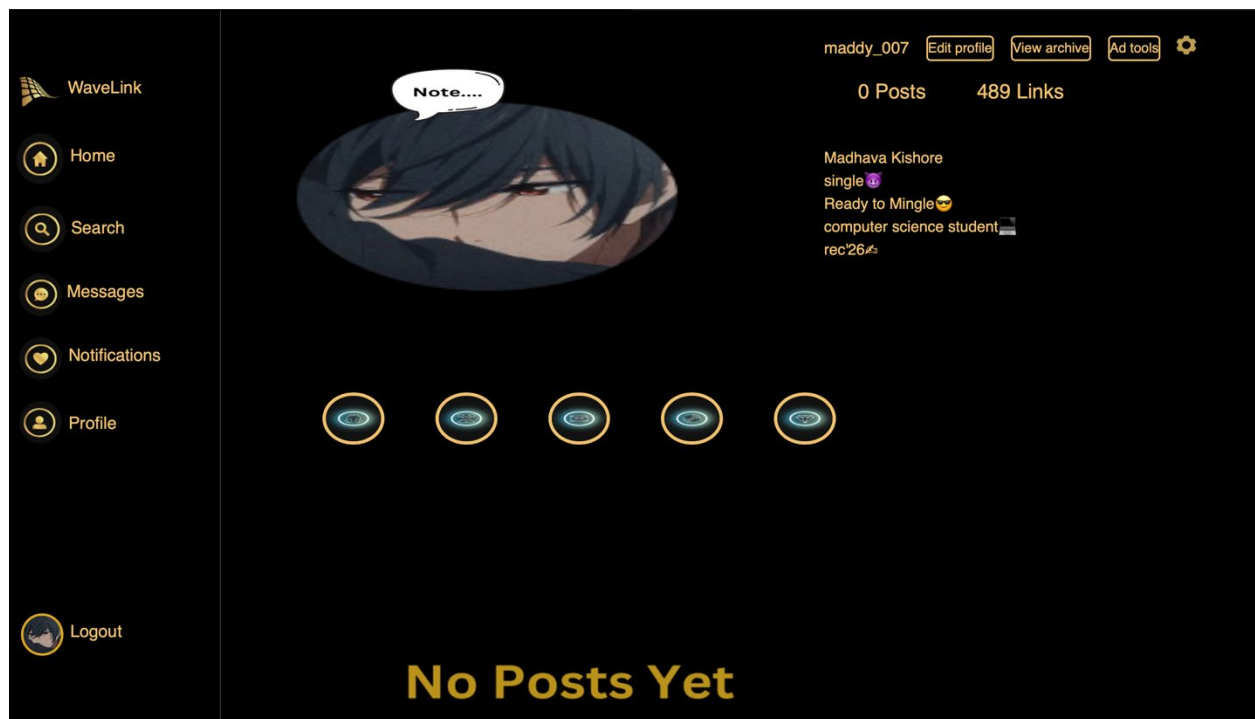 WaveLink
Home
Search
Messages
Notifications
Profile
Logout
Note....
maddy_007 Edit profile View archive Ad tools
0 Posts 489 Links
Madhava Kishore
single😈
Ready to Mingle😎
computer science student💻
rec'26✍
No Posts Yet